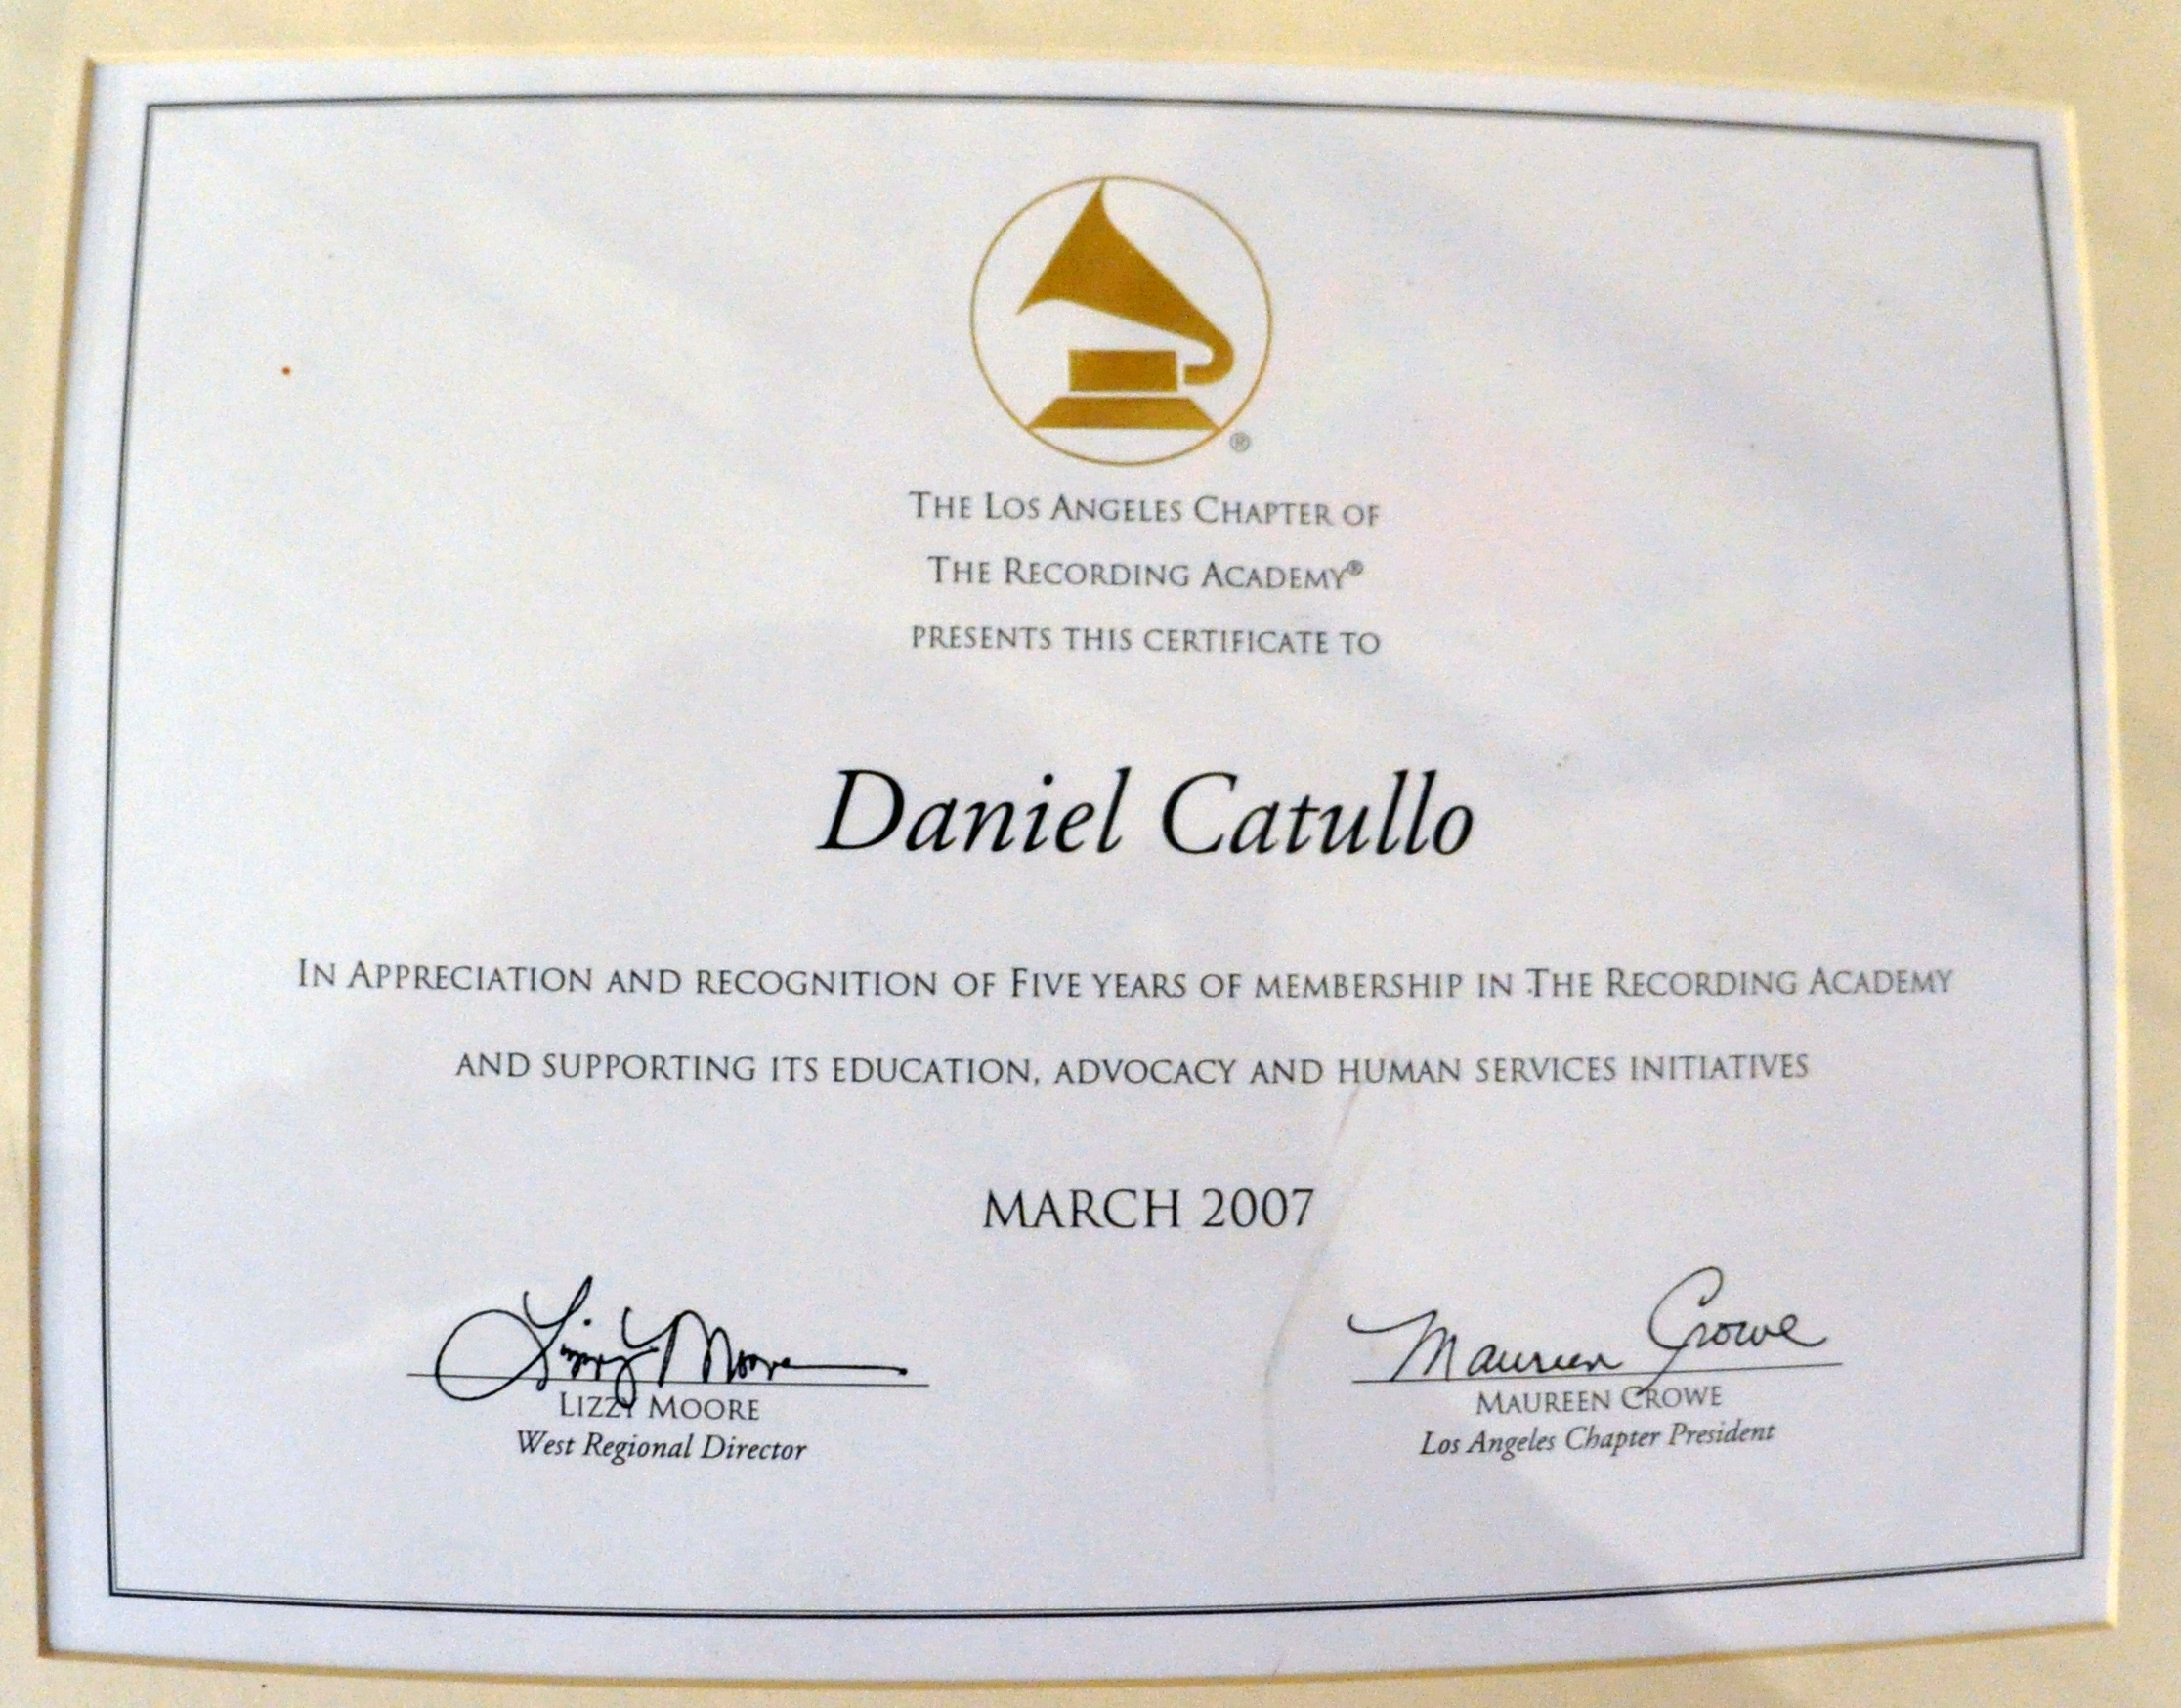 ®
THE LOS ANGELES CHAPTER OF
THE RECORDING ACADEMY®
PRESENTS THIS CERTIFICATE TO
Daniel Catullo
IN APPRECIATION AND RECOGNITION OF FIVE YEARS OF MEMBERSHIP IN THE RECORDING ACADEMY
AND SUPPORTING ITS EDUCATION, ADVOCACY AND HUMAN SERVICES INITIATIVES
MARCH 2007
Lizzy Moore
LIZZY MOORE
West Regional Director
Maureen Crowe
MAUREEN CROWE
Los Angeles Chapter President